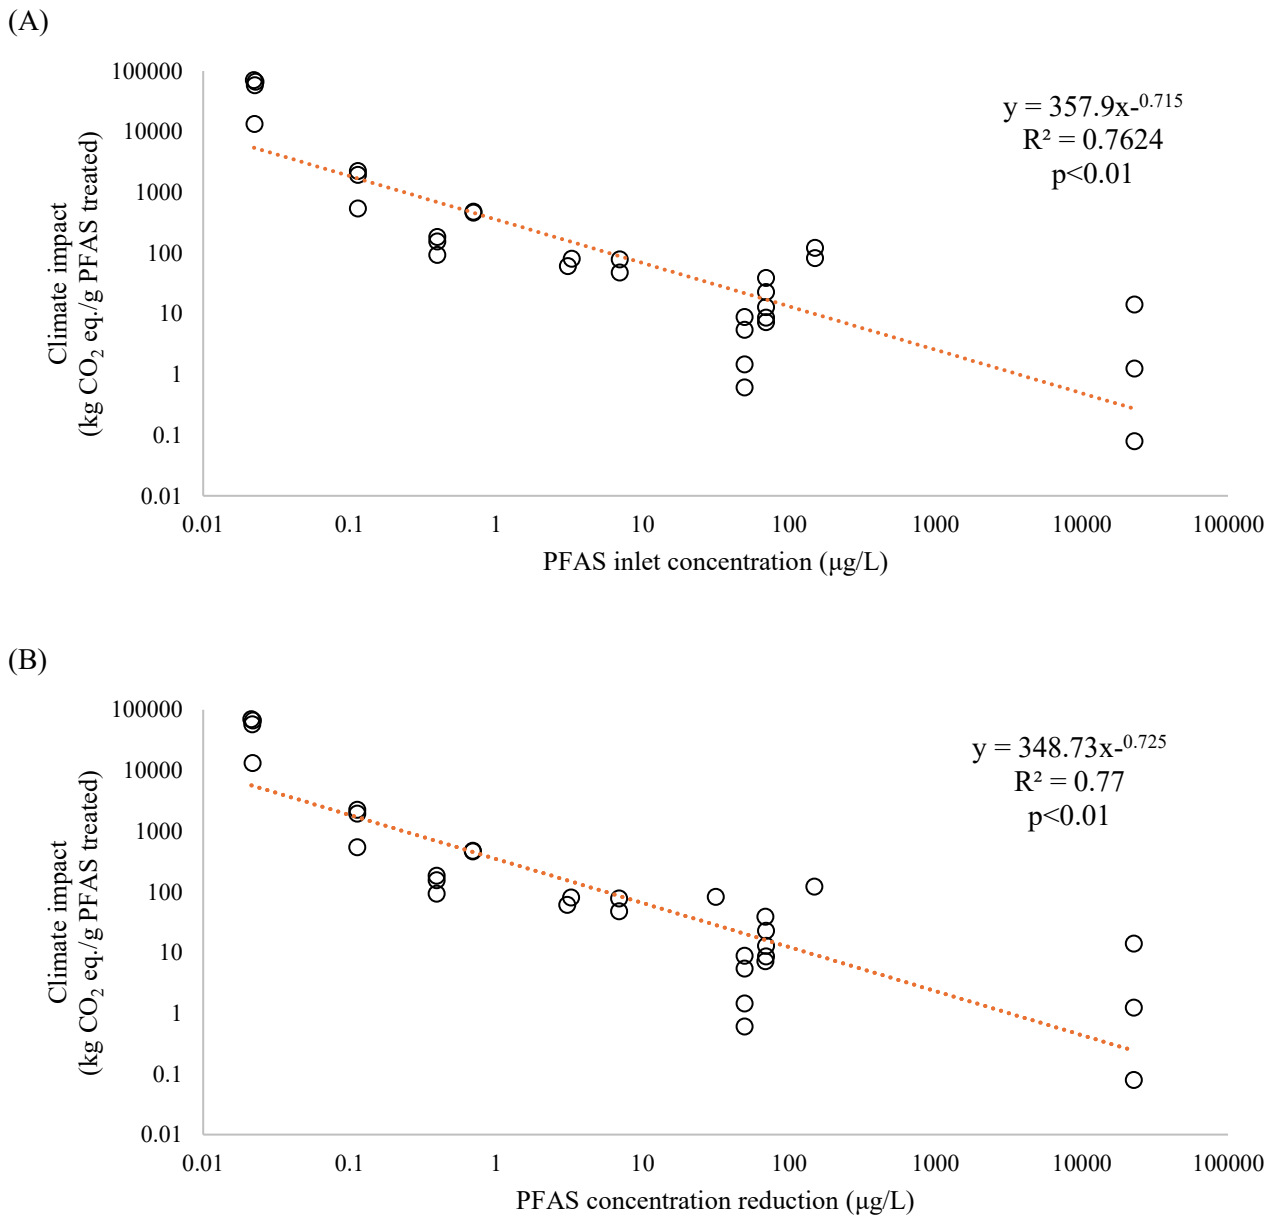 (A)
100000
10000
1000
100
10
1
0.1
0.01
Climate impact
(kg CO₂ eq./g PFAS treated)
y = 357.9x-⁰·⁷¹⁵
R² = 0.7624
p<0.01
0.01 0.1 1 10 100 1000 10000 100000
PFAS inlet concentration (µg/L)
(B)
100000
10000
1000
100
10
1
0.1
0.01
Climate impact
(kg CO₂ eq./g PFAS treated)
y = 348.73x-⁰·⁷²⁵
R² = 0.77
p<0.01
0.01 0.1 1 10 100 1000 10000 100000
PFAS concentration reduction (µg/L)